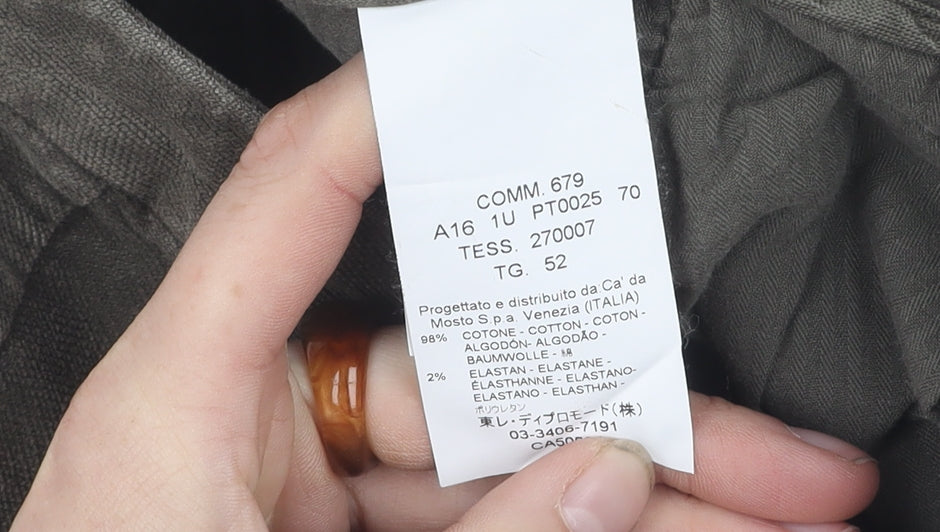 COMM. 679
A16 1U PT0025 70
TESS. 270007
TG. 52
Progettato e distribuito da Ca' da
Mosto S.p.a. Venezia (ITALIA)
98% COTONE - COTTON - COTON -
ALGODÓN- ALGODÃO -
BAUMWOLLE - 綿
2% ELASTAN - ELASTANE -
ÉLASTHANNE - ELASTANO-
ELASTANO - ELASTHAN -
ポリウレタン
東レ・ディプロモード(株)
03-3406-7191